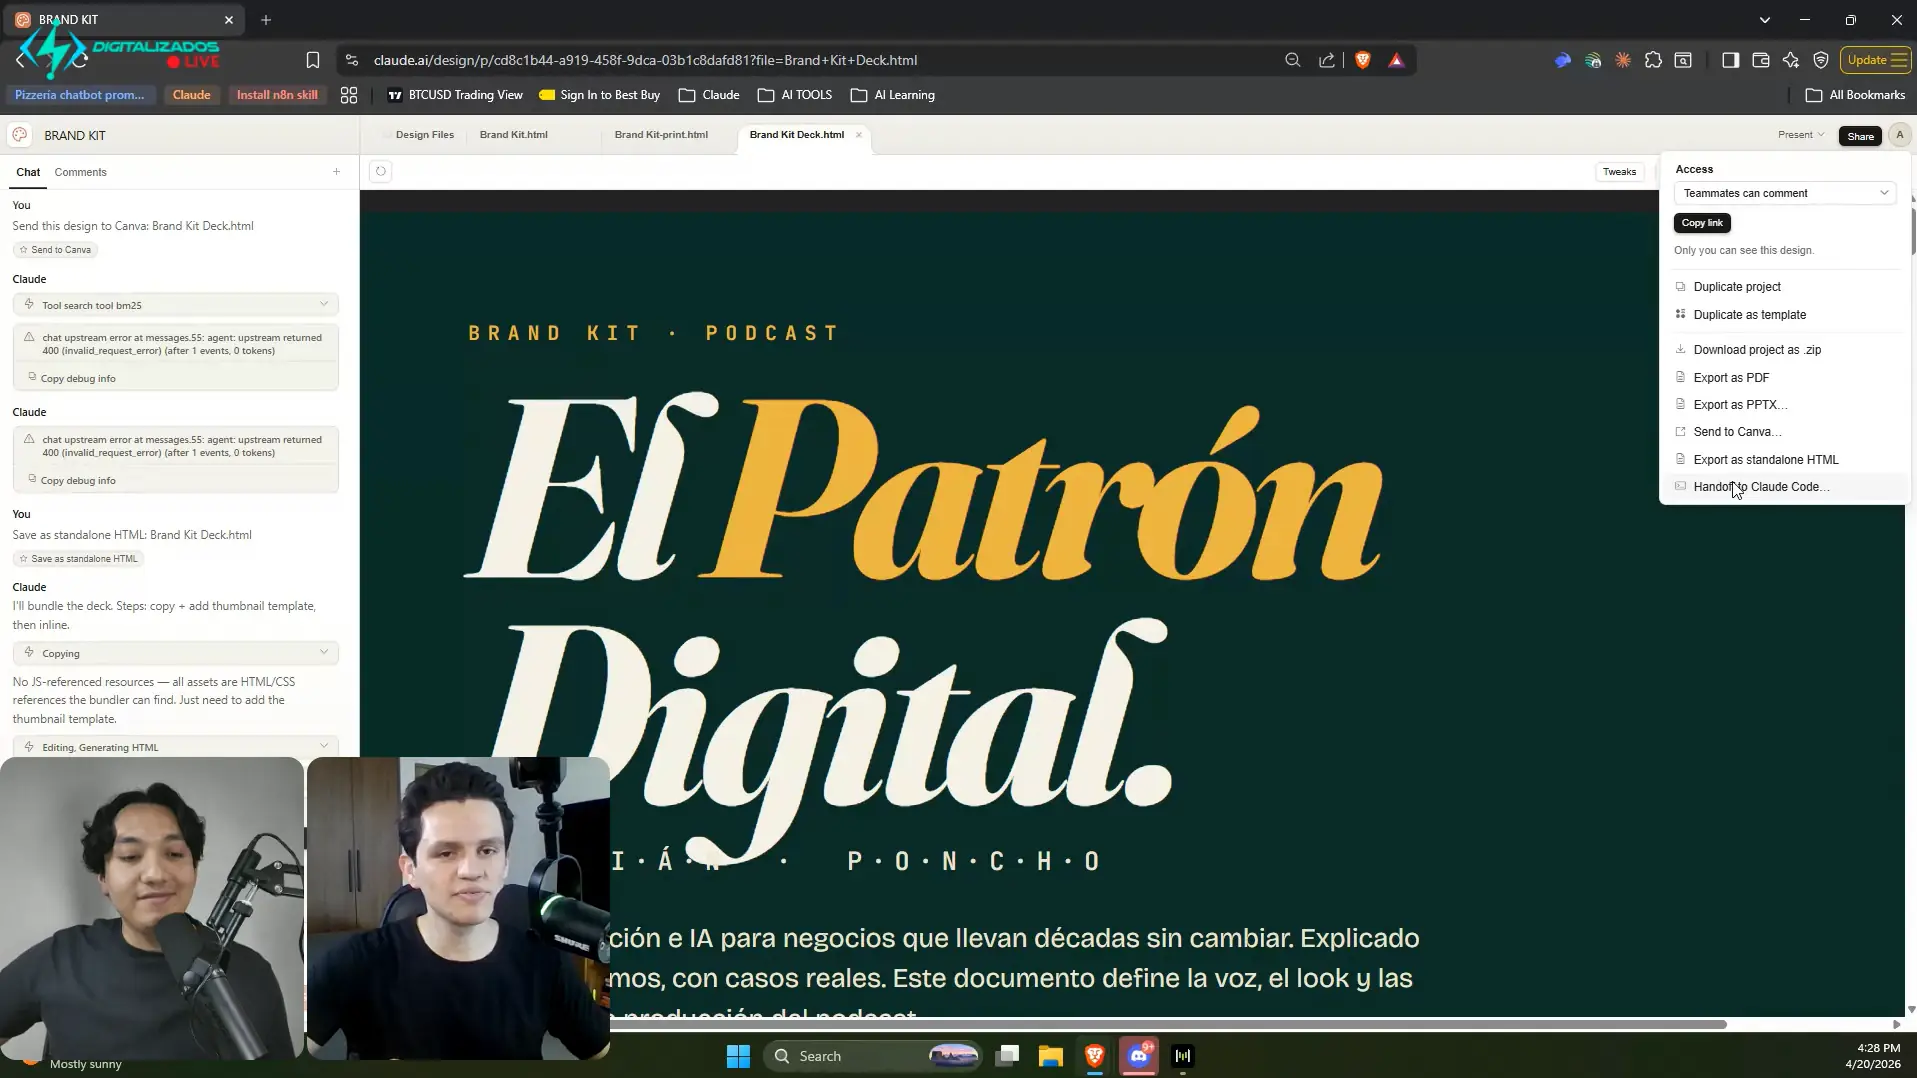 BRAND KIT
DIGITALIZADOS
LIVE
claude.ai/design/p/cd8c1b44-a919-458f-9dca-03b1c8dafd81?file=Brand+Kit+Deck.html
Update
Pizzeria chatbot prom...
Claude
Install n8n skill
BTCUSD Trading View
Sign In to Best Buy
Claude
AI TOOLS
AI Learning
All Bookmarks
BRAND KIT
Design Files
Brand Kit.html
Brand Kit-print.html
Brand Kit Deck.html
Present
Share
A
Chat
Comments
Tweaks
You
Send this design to Canva: Brand Kit Deck.html
Send to Canva
Claude
Tool search tool bm25
chat upstream error at messages.55: agent: upstream returned
400 (invalid_request_error) (after 1 events, 0 tokens)
Copy debug info
Claude
chat upstream error at messages.55: agent: upstream returned
400 (invalid_request_error) (after 1 events, 0 tokens)
Copy debug info
You
Save as standalone HTML: Brand Kit Deck.html
Save as standalone HTML
Claude
I'll bundle the deck. Steps: copy + add thumbnail template,
then inline.
Copying
No JS-referenced resources — all assets are HTML/CSS
references the bundler can find. Just need to add the
thumbnail template.
Editing, Generating HTML
BRAND KIT · PODCAST
El Patrón
Digital.
I·Á·N · P·O·N·C·H·O
ción e IA para negocios que llevan décadas sin cambiar. Explicado
mos, con casos reales. Este documento define la voz, el look y las
producción del podcast
Access
Teammates can comment
Copy link
Only you can see this design.
Duplicate project
Duplicate as template
Download project as .zip
Export as PDF
Export as PPTX...
Send to Canva...
Export as standalone HTML
Handoff to Claude Code...
SHURE
Mostly sunny
Search
9+
4:28 PM
4/20/2026